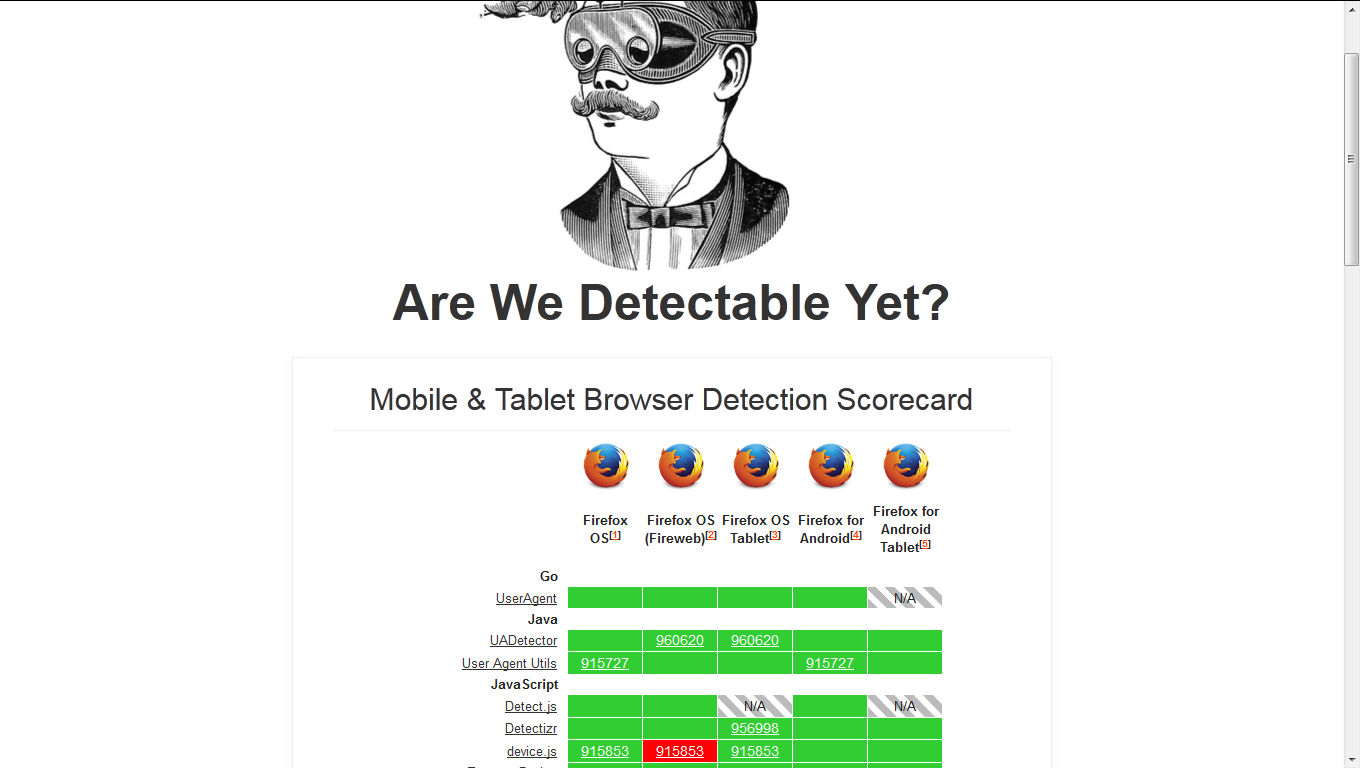 Are We Detectable Yet?
Mobile & Tablet Browser Detection Scorecard
Firefox OS[1]
Firefox OS (Fireweb)[2]
Firefox OS Tablet[3]
Firefox for Android[4]
Firefox for Android Tablet[5]
Go
UserAgent N/A
Java
UADetector 960620 960620
User Agent Utils 915727 915727
JavaScript
Detect.js N/A N/A
Detectizr 956998
device.js 915853 915853 915853